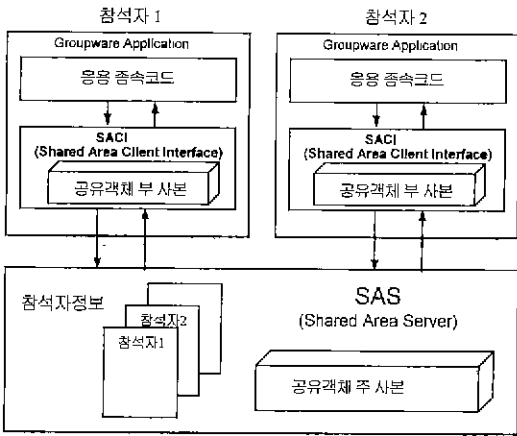 참석자 1
Groupware Application
응용 종속코드
SACI
(Shared Area Client Interface)
공유객체 부 사본
참석자 2
Groupware Application
응용 종속코드
SACI
(Shared Area Client Interface)
공유객체 부 사본
참석자정보
참석자2
참석자1
SAS
(Shared Area Server)
공유객체 주 사본